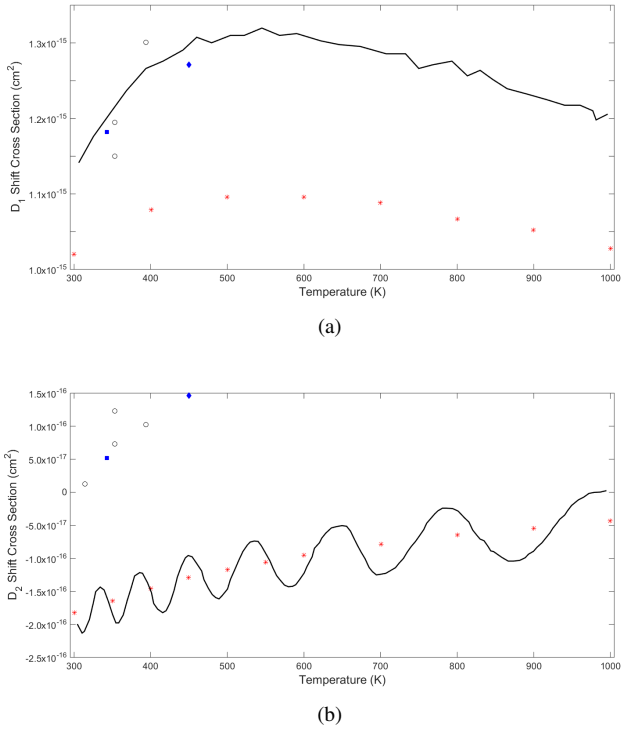 1.3x10⁻¹⁵
1.2x10⁻¹⁵
1.1x10⁻¹⁵
1.0x10⁻¹⁵
D₁ Shift Cross Section (cm²)
300 400 500 600 700 800 900 1000
Temperature (K)
(a)
1.5x10⁻¹⁶
1.0x10⁻¹⁶
5.0x10⁻¹⁷
0
-5.0x10⁻¹⁷
-1.0x10⁻¹⁶
-1.5x10⁻¹⁶
-2.0x10⁻¹⁶
-2.5x10⁻¹⁶
D₂ Shift Cross Section (cm²)
300 400 500 600 700 800 900 1000
Temperature (K)
(b)